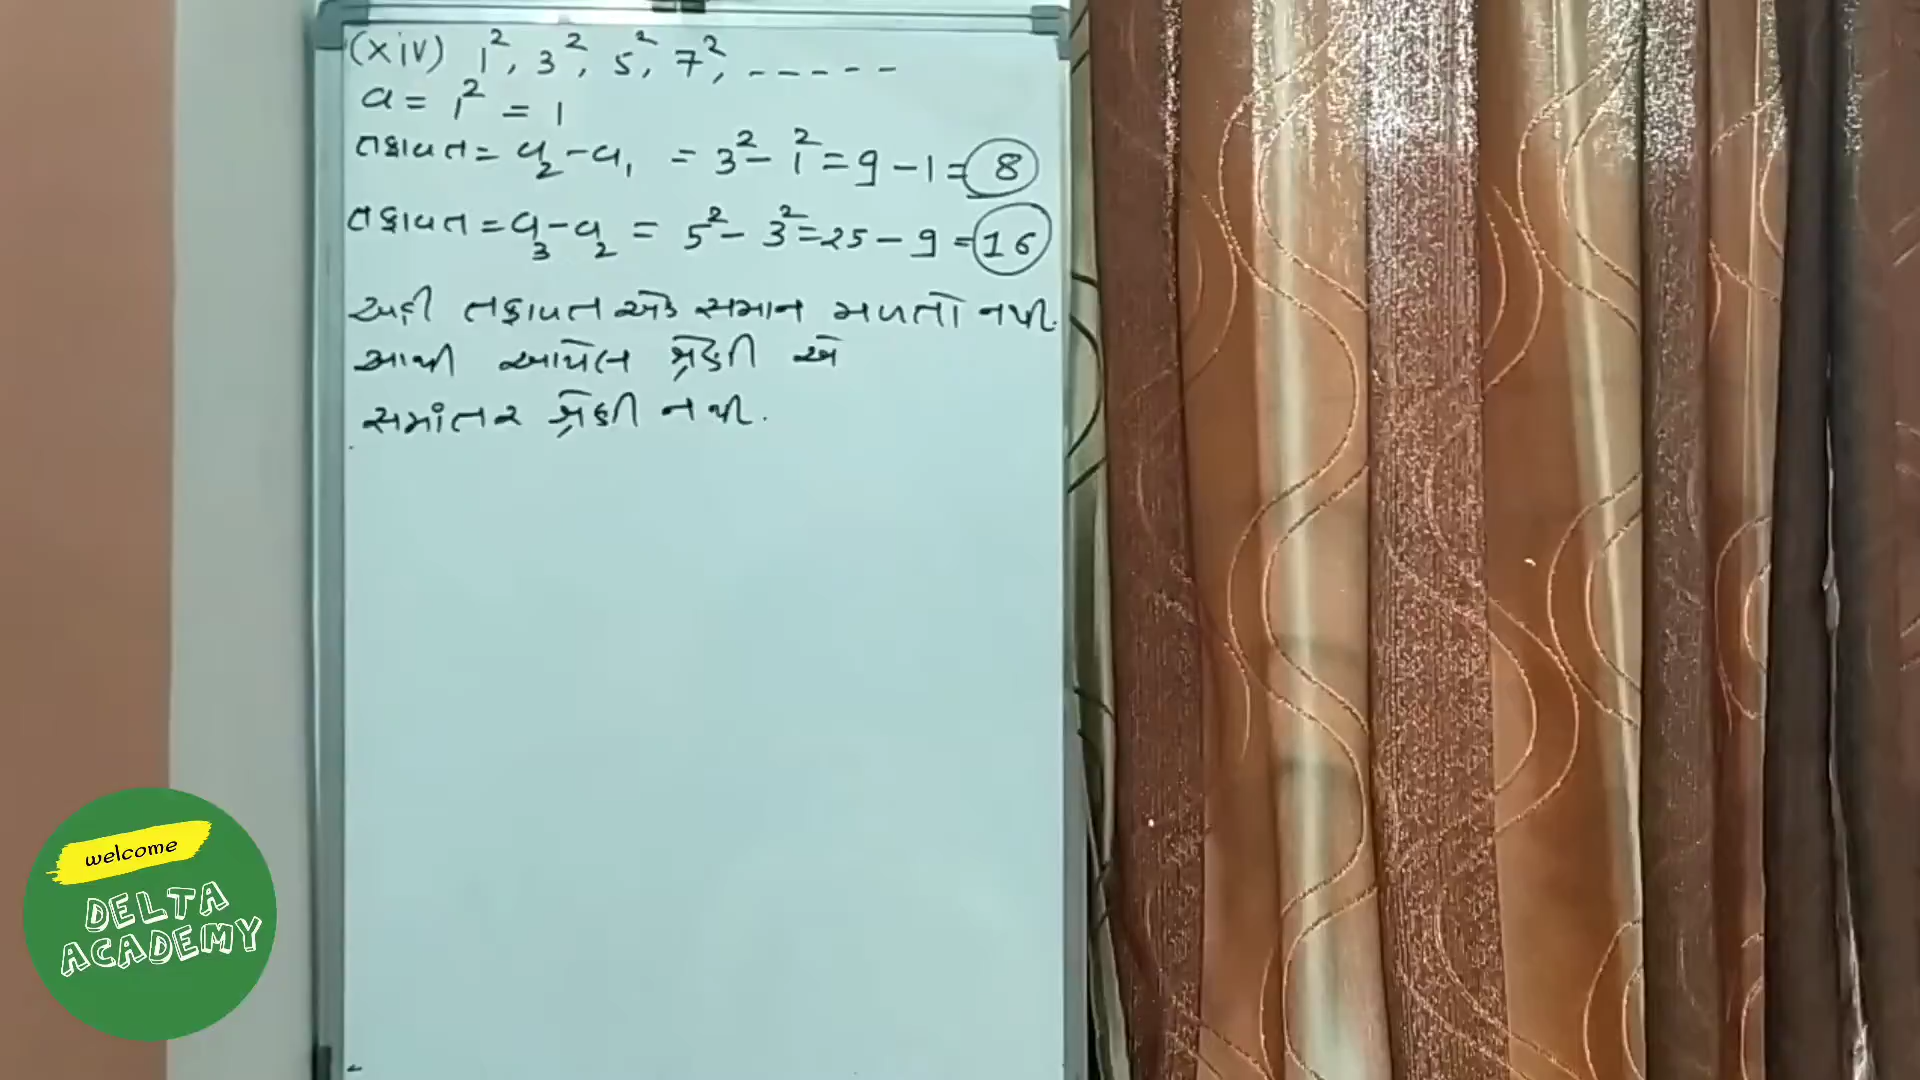 (xiv) 1², 3², 5², 7², -----
a = 1² = 1
તફાવત = a₂ - a₁ = 3² - 1² = 9 - 1 = 8
તફાવત = a₃ - a₂ = 5² - 3² = 25 - 9 = 16
અહી તફાવત એક સમાન મળતો નથી.
આથી આપેલ શ્રેઢી એ
સમાંતર શ્રેઢી નથી.
welcome
DELTA
ACADEMY